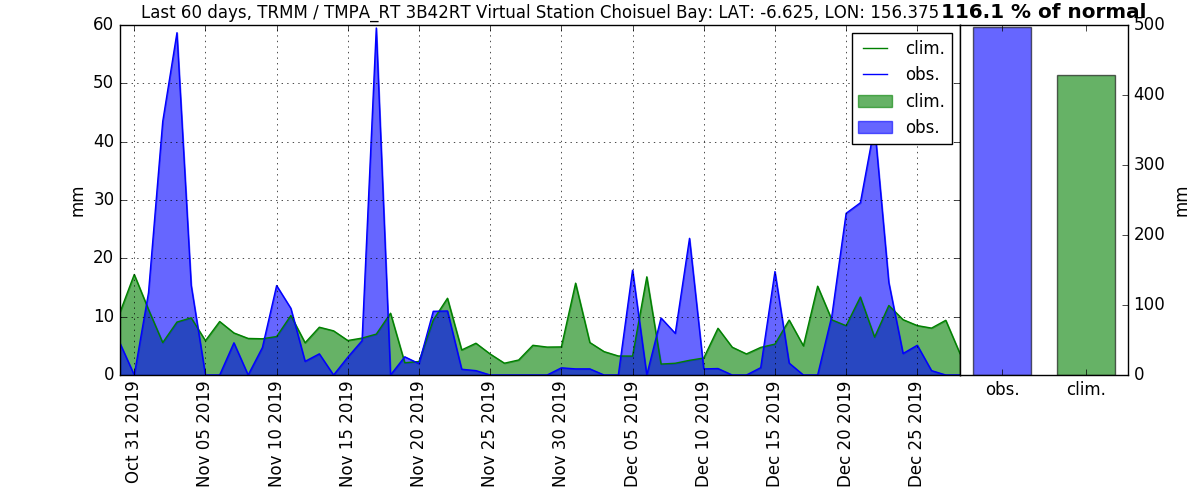 Last 60 days, TRMM / TMPA_RT 3B42RT Virtual Station Choisuel Bay: LAT: -6.625, LON: 156.375
116.1 % of normal
clim.
obs.
clim.
obs.
mm
60
50
40
30
20
10
0
Oct 31 2019
Nov 05 2019
Nov 10 2019
Nov 15 2019
Nov 20 2019
Nov 25 2019
Nov 30 2019
Dec 05 2019
Dec 10 2019
Dec 15 2019
Dec 20 2019
Dec 25 2019
obs.
clim.
500
400
300
200
100
0
mm